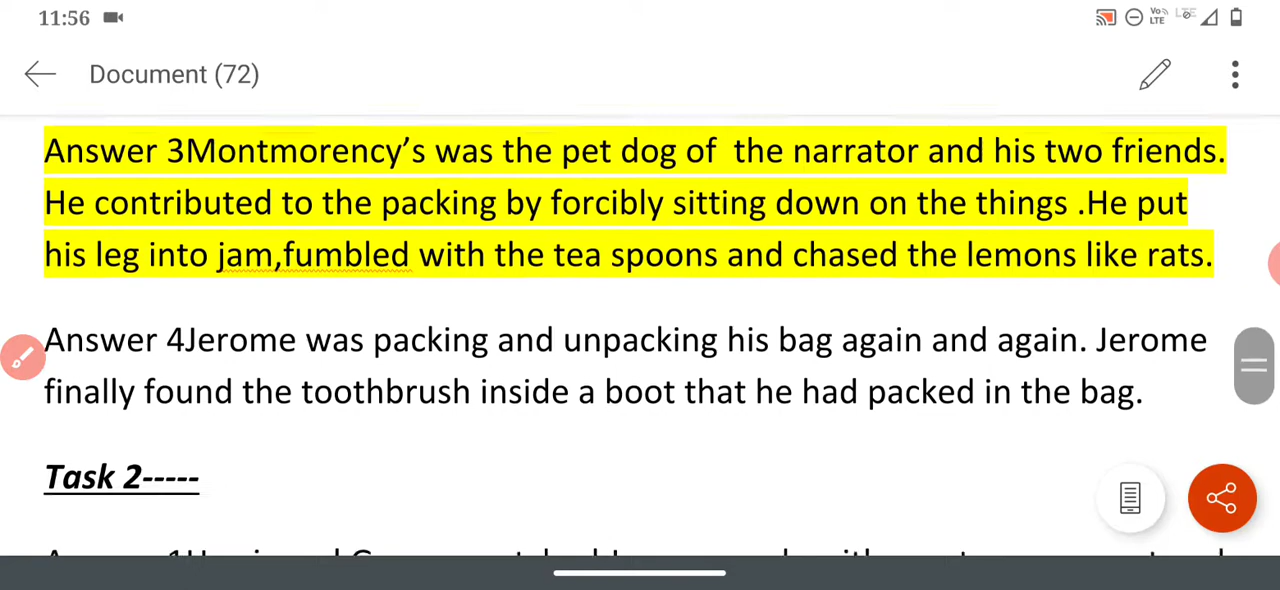 11:56
Vo
LTE
LTE
Document (72)
Answer 3Montmorency’s was the pet dog of the narrator and his two friends.
He contributed to the packing by forcibly sitting down on the things .He put
his leg into jam,fumbled with the tea spoons and chased the lemons like rats.
Answer 4Jerome was packing and unpacking his bag again and again. Jerome
finally found the toothbrush inside a boot that he had packed in the bag.
Task 2-----